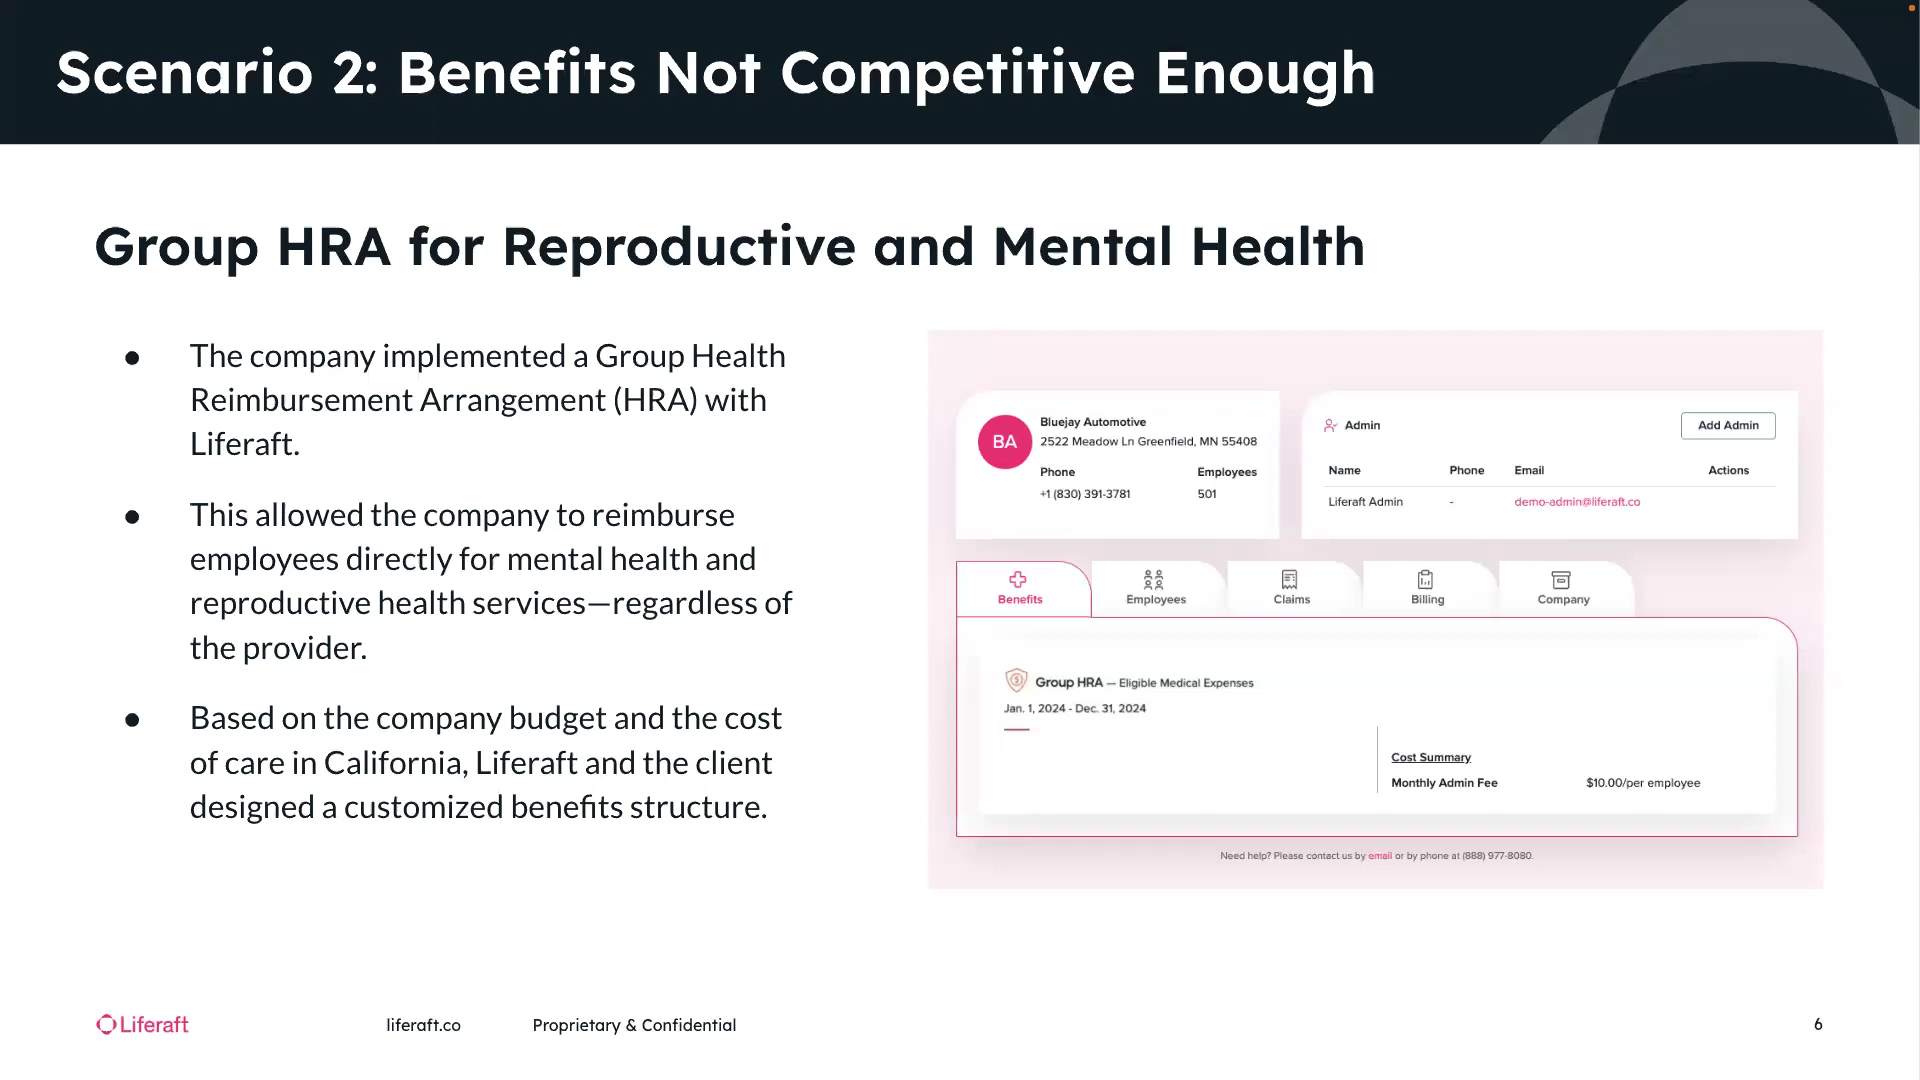 Scenario 2: Benefits Not Competitive Enough
Group HRA for Reproductive and Mental Health
● The company implemented a Group Health
Reimbursement Arrangement (HRA) with
Liferaft.
● This allowed the company to reimburse
employees directly for mental health and
reproductive health services—regardless of
the provider.
● Based on the company budget and the cost
of care in California, Liferaft and the client
designed a customized benefits structure.
BA
Bluejay Automotive
2522 Meadow Ln Greenfield, MN 55408
Phone Employees
+1 (830) 391-3781 501
Admin Add Admin
Name Phone Email Actions
Liferaft Admin - demo-admin@liferaft.co
Benefits Employees Claims Billing Company
Group HRA — Eligible Medical Expenses
Jan. 1, 2024 - Dec. 31, 2024
Cost Summary
Monthly Admin Fee $10.00/per employee
Need help? Please contact us by email or by phone at (888) 977-8080.
Liferaft liferaft.co Proprietary & Confidential 6